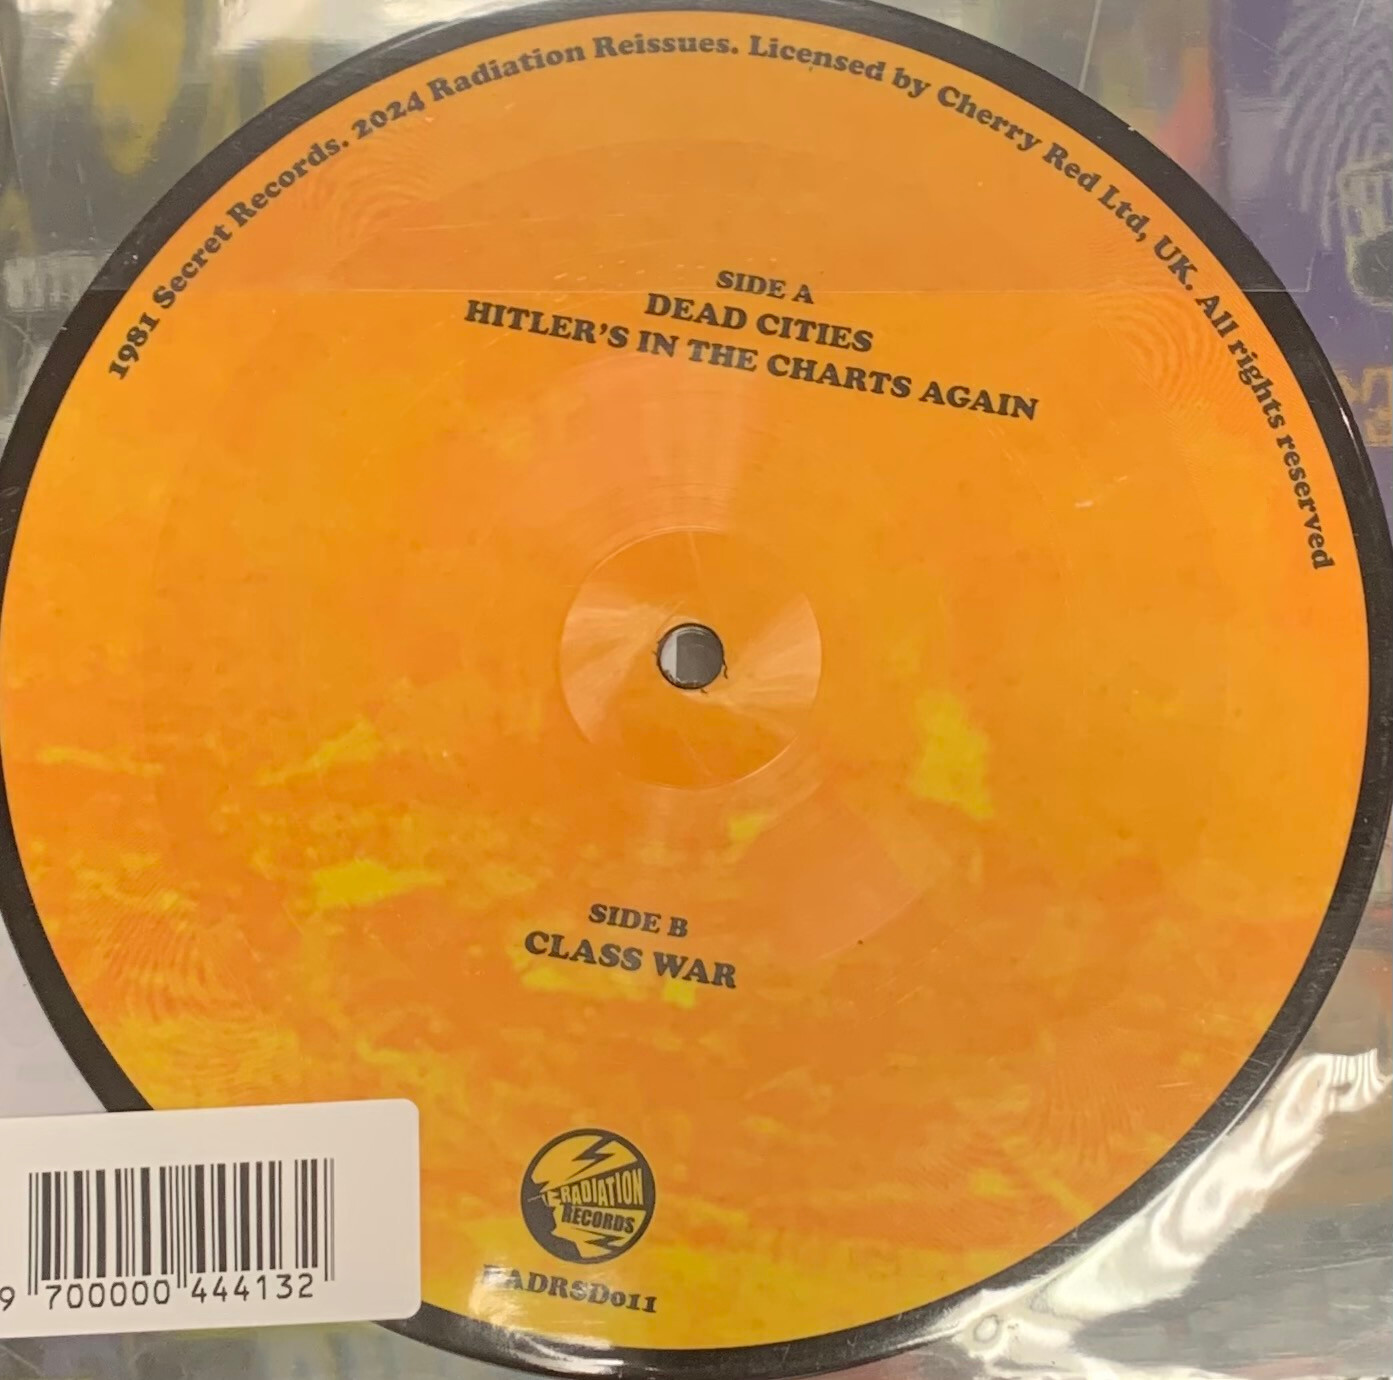 1981 Secret Records. 2024 Radiation Reissues. Licensed by Cherry Red Ltd, UK. All rights reserved
SIDE A
DEAD CITIES
HITLER'S IN THE CHARTS AGAIN
SIDE B
CLASS WAR
RADIATION
RECORDS
RADRSD011
9 700000 444132